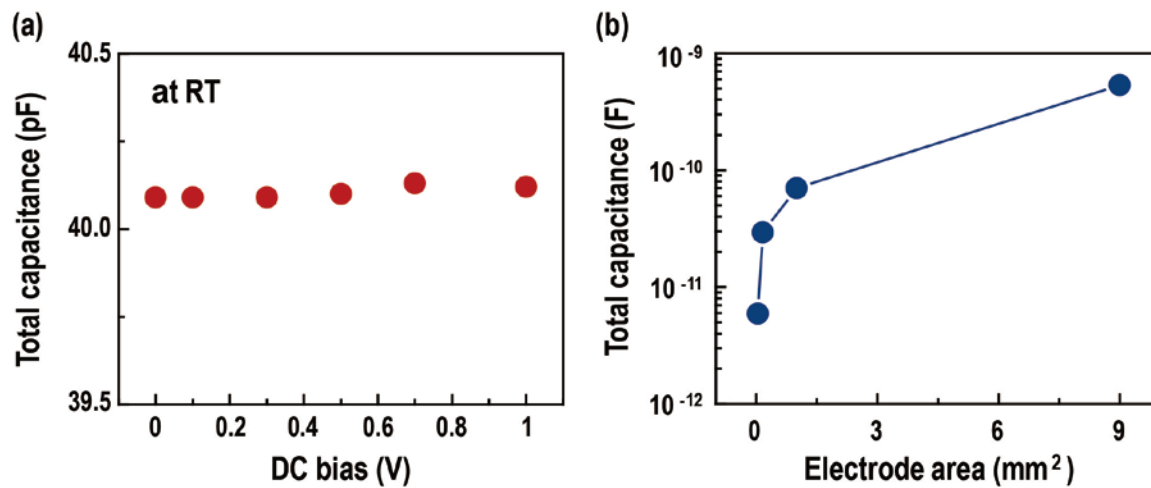 (a)
at RT
Total capacitance (pF)
40.5
40.0
39.5
0 0.2 0.4 0.6 0.8 1
DC bias (V)
(b)
Total capacitance (F)
10⁻⁹
10⁻¹⁰
10⁻¹¹
10⁻¹²
0 3 6 9
Electrode area (mm²)